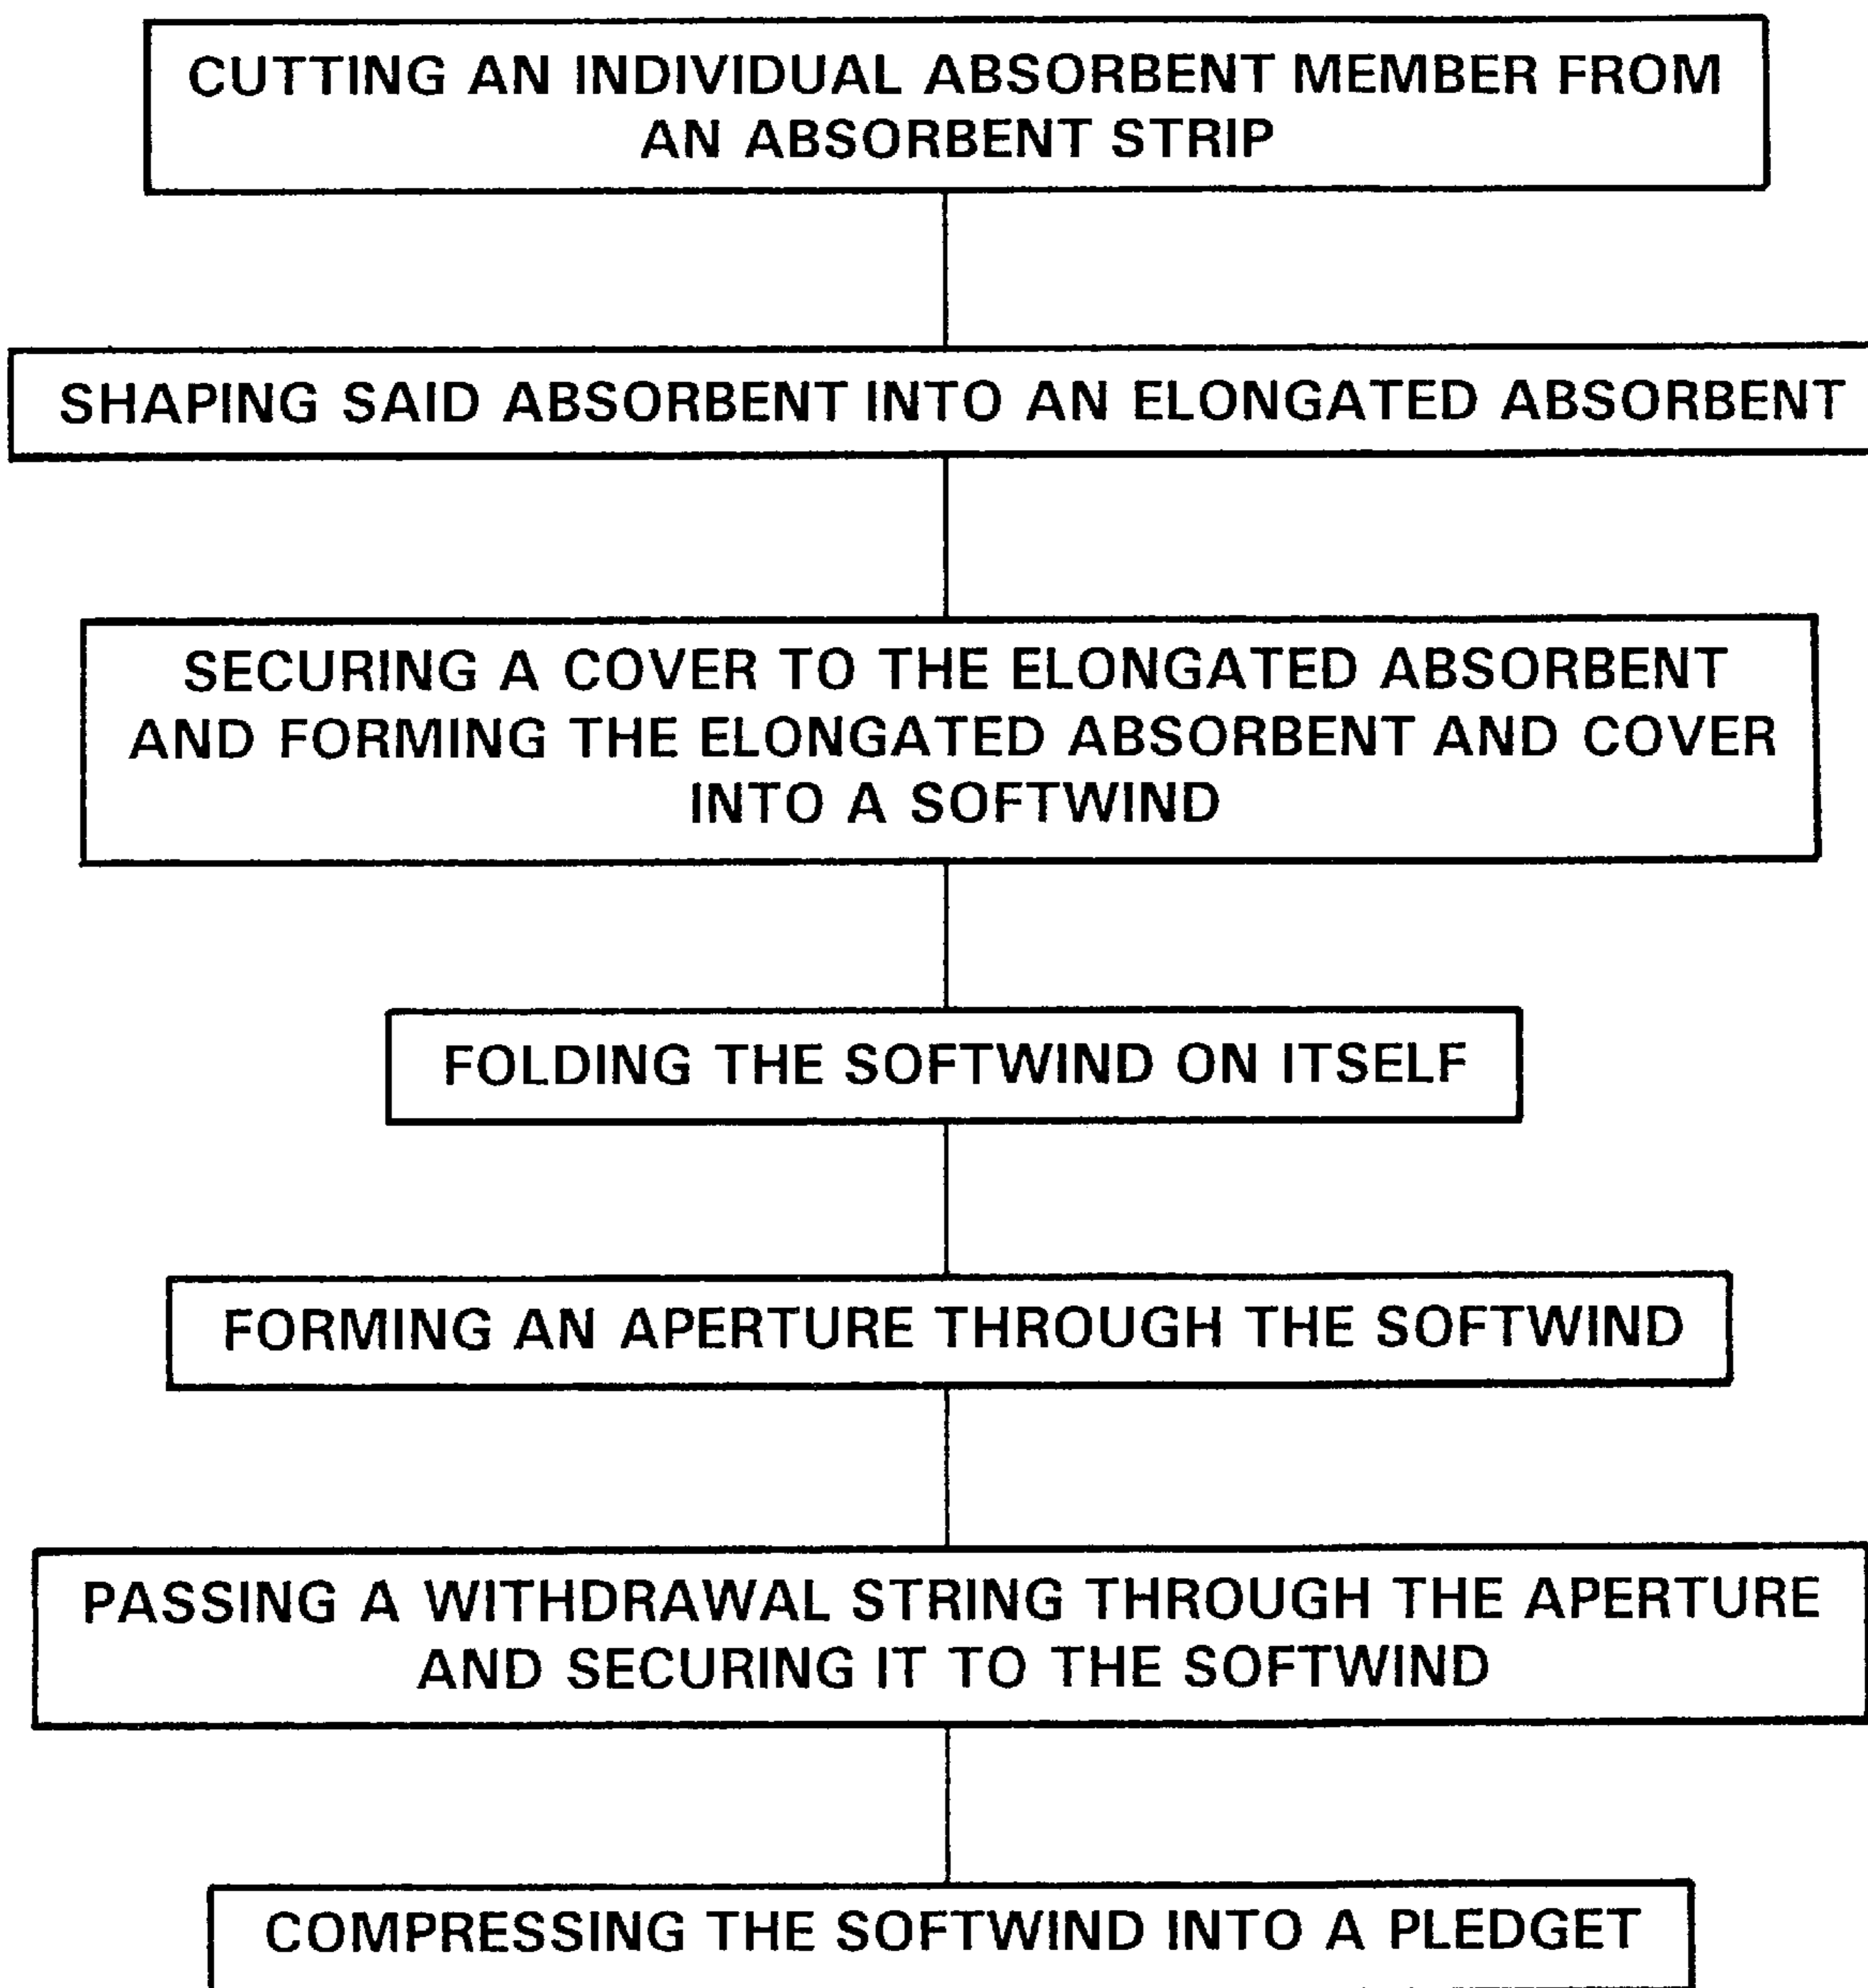 CUTTING AN INDIVIDUAL ABSORBENT MEMBER FROM
AN ABSORBENT STRIP
SHAPING SAID ABSORBENT INTO AN ELONGATED ABSORBENT
SECURING A COVER TO THE ELONGATED ABSORBENT
AND FORMING THE ELONGATED ABSORBENT AND COVER
INTO A SOFTWIND
FOLDING THE SOFTWIND ON ITSELF
FORMING AN APERTURE THROUGH THE SOFTWIND
PASSING A WITHDRAWAL STRING THROUGH THE APERTURE
AND SECURING IT TO THE SOFTWIND
COMPRESSING THE SOFTWIND INTO A PLEDGET